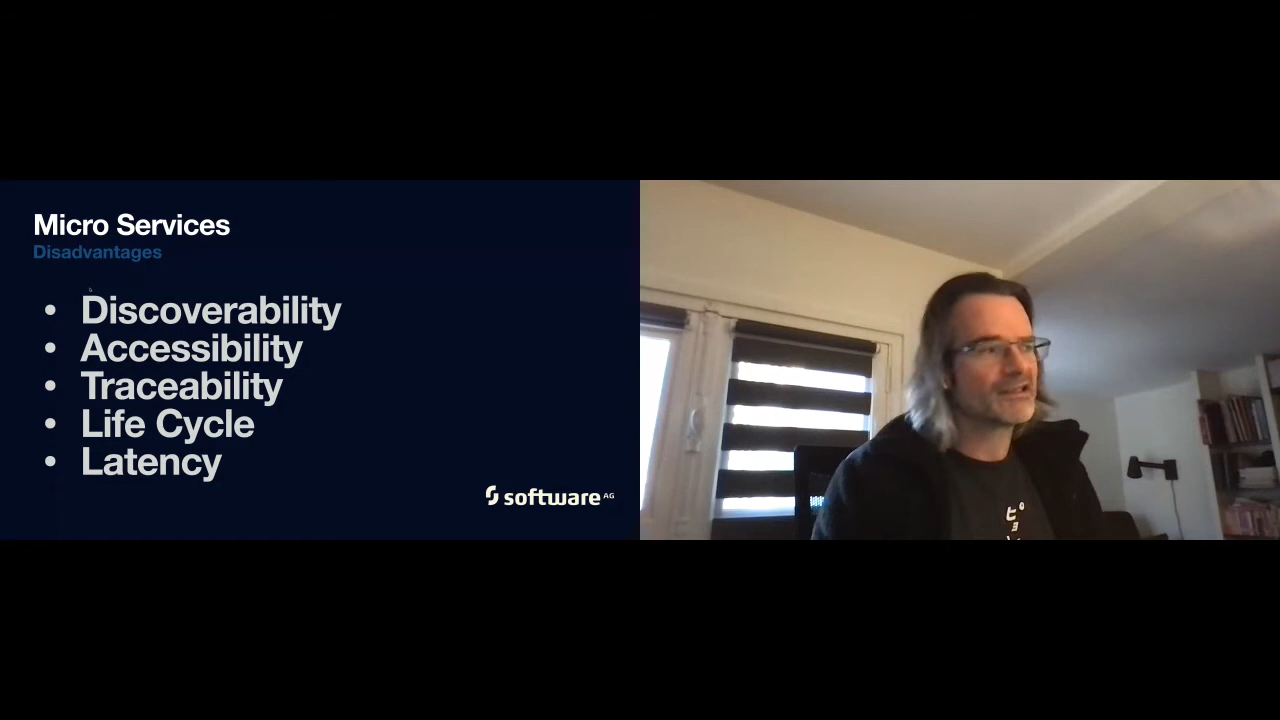 Micro Services
Disadvantages
• Discoverability
• Accessibility
• Traceability
• Life Cycle
• Latency
software AG